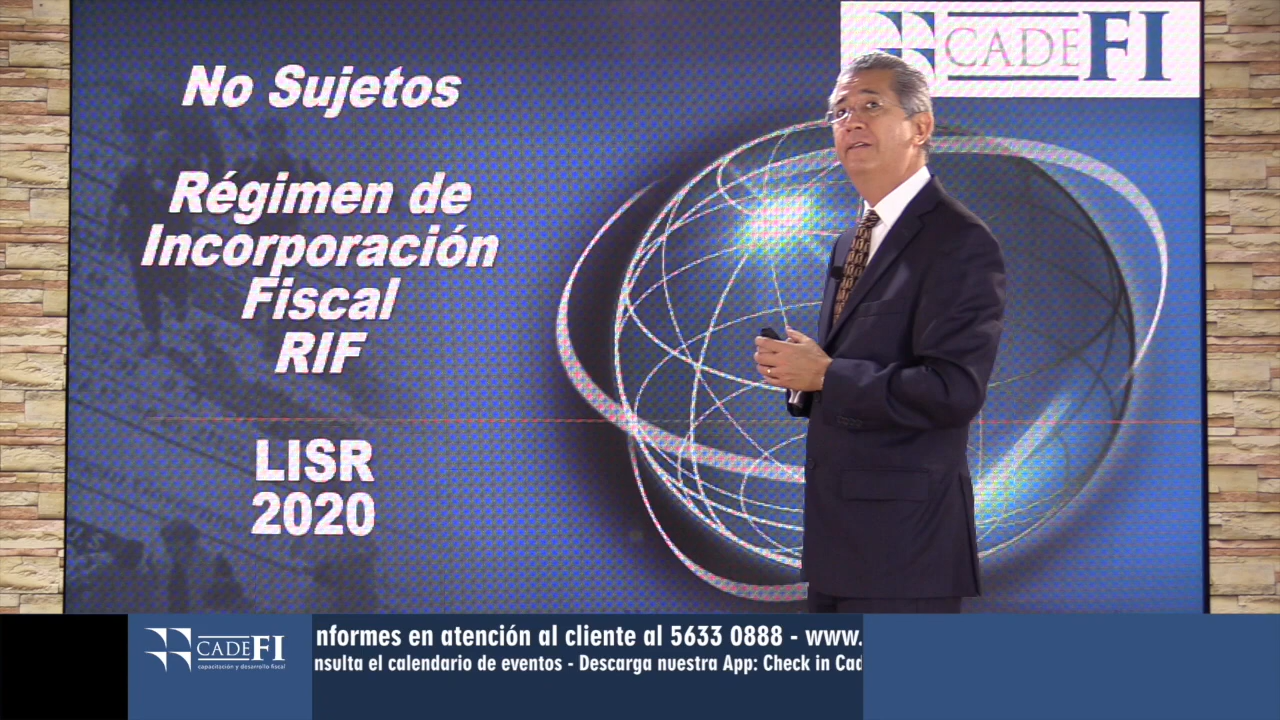 CADEFI
No Sujetos
Régimen de
Incorporación
Fiscal
RIF
LISR
2020
CADEFI
capacitación y desarrollo fiscal
nformes en atención al cliente al 5633 0888 - www.
nsulta el calendario de eventos - Descarga nuestra App: Check in Cad